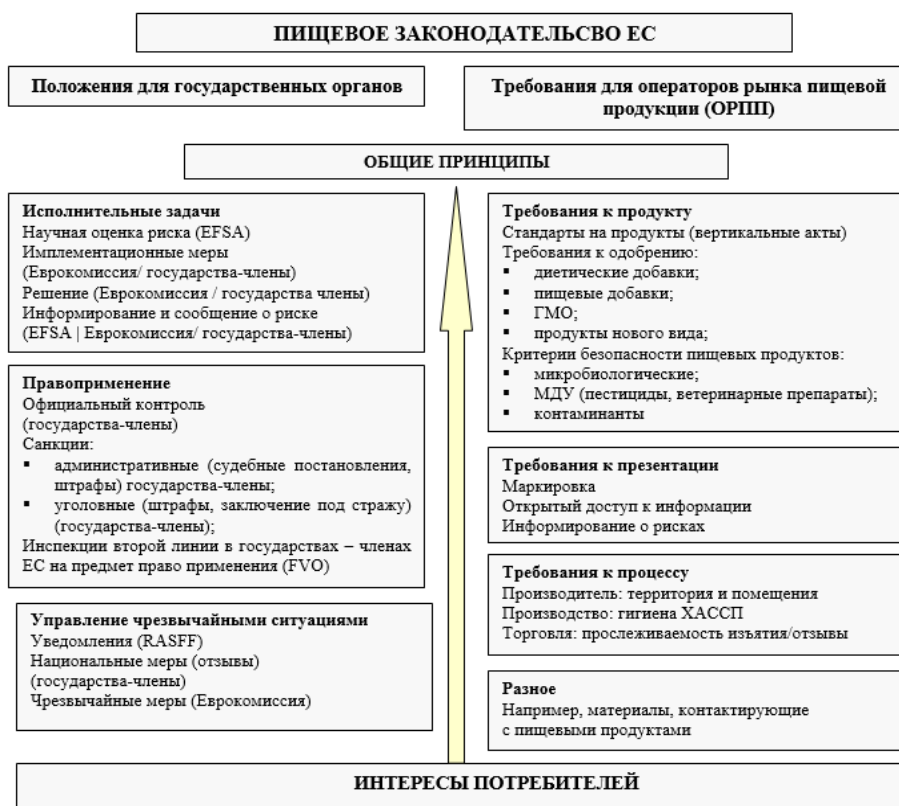 ПИЩЕВОЕ ЗАКОНОДАТЕЛЬСВО ЕС
Положения для государственных органов
Требования для операторов рынка пищевой
продукции (ОРПП)
ОБЩИЕ ПРИНЦИПЫ
Исполнительные задачи
Научная оценка риска (EFSA)
Имплементационные меры
(Еврокомиссия/ государства-члены)
Решение (Еврокомиссия / государства члены)
Информирование и сообщение о риске
(EFSA | Еврокомиссия/ государства-члены)
Правоприменение
Официальный контроль
(государства-члены)
Санкции:
▪ административные (судебные постановления,
штрафы) государства-члены;
▪ уголовные (штрафы, заключение под стражу)
(государства-члены);
Инспекции второй линии в государствах – членах
ЕС на предмет право применения (FVO)
Управление чрезвычайными ситуациями
Уведомления (RASFF)
Национальные меры (отзывы)
(государства-члены)
Чрезвычайные меры (Еврокомиссия)
Требования к продукту
Стандарты на продукты (вертикальные акты)
Требования к одобрению:
▪ диетические добавки;
▪ пищевые добавки;
▪ ГМО;
▪ продукты нового вида;
Критерии безопасности пищевых продуктов:
▪ микробиологические;
▪ МДУ (пестициды, ветеринарные препараты);
▪ контаминанты
Требования к презентации
Маркировка
Открытый доступ к информации
Информирование о рисках
Требования к процессу
Производитель: территория и помещения
Производство: гигиена ХАССП
Торговля: прослеживаемость изъятия/отзывы
Разное
Например, материалы, контактирующие
с пищевыми продуктами
ИНТЕРЕСЫ ПОТРЕБИТЕЛЕЙ